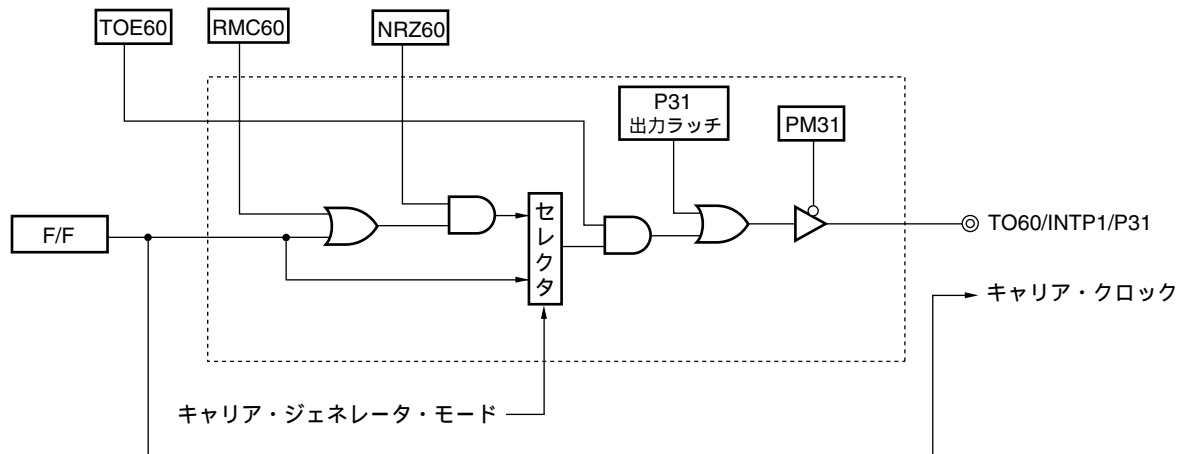 TOE60
RMC60
NRZ60
P31
出力ラッチ
PM31
F/F
セレクタ
TO60/INTP1/P31
キャリア・クロック
キャリア・ジェネレータ・モード